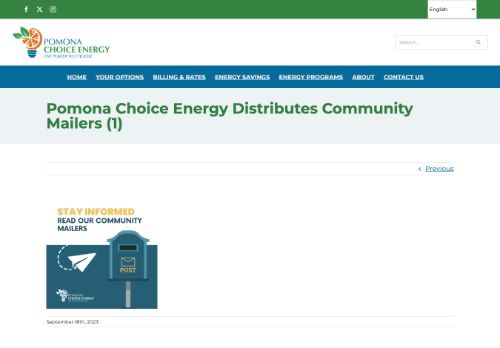 English
POMONA
CHOICE ENERGY
THE POWER TO CHOOSE
Search...
HOME YOUR OPTIONS BILLING & RATES ENERGY SAVINGS ENERGY PROGRAMS ABOUT CONTACT US
Pomona Choice Energy Distributes Community
Mailers (1)
Previous
STAY INFORMED
READ OUR COMMUNITY
MAILERS
POST
POMONA
CHOICE ENERGY
September 18th, 2023